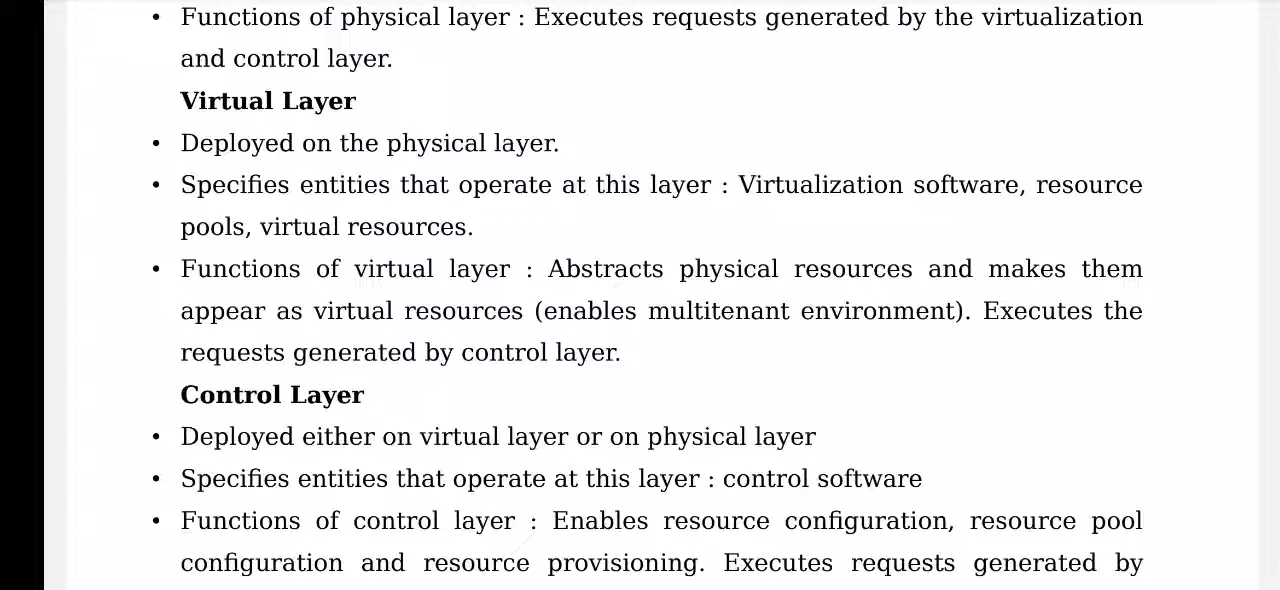 • Functions of physical layer : Executes requests generated by the virtualization
and control layer.
Virtual Layer
• Deployed on the physical layer.
• Specifies entities that operate at this layer : Virtualization software, resource
pools, virtual resources.
• Functions of virtual layer : Abstracts physical resources and makes them
appear as virtual resources (enables multitenant environment). Executes the
requests generated by control layer.
Control Layer
• Deployed either on virtual layer or on physical layer
• Specifies entities that operate at this layer : control software
• Functions of control layer : Enables resource configuration, resource pool
configuration and resource provisioning. Executes requests generated by